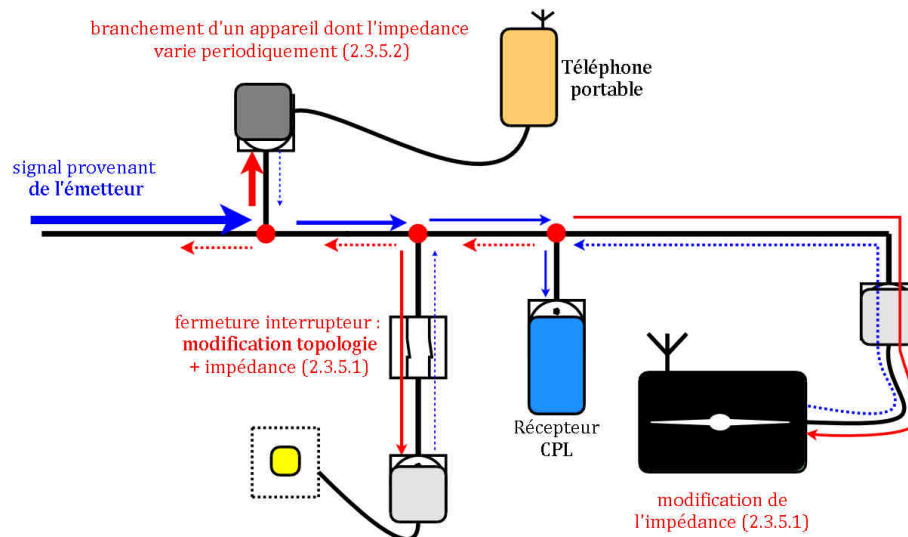 branchement d'un appareil dont l'impedance
varie periodiquement (2.3.5.2)
Téléphone
portable
signal provenant
de l'émetteur
fermeture interrupteur :
modification topologie
+ impédance (2.3.5.1)
Récepteur
CPL
modification de
l'impédance (2.3.5.1)